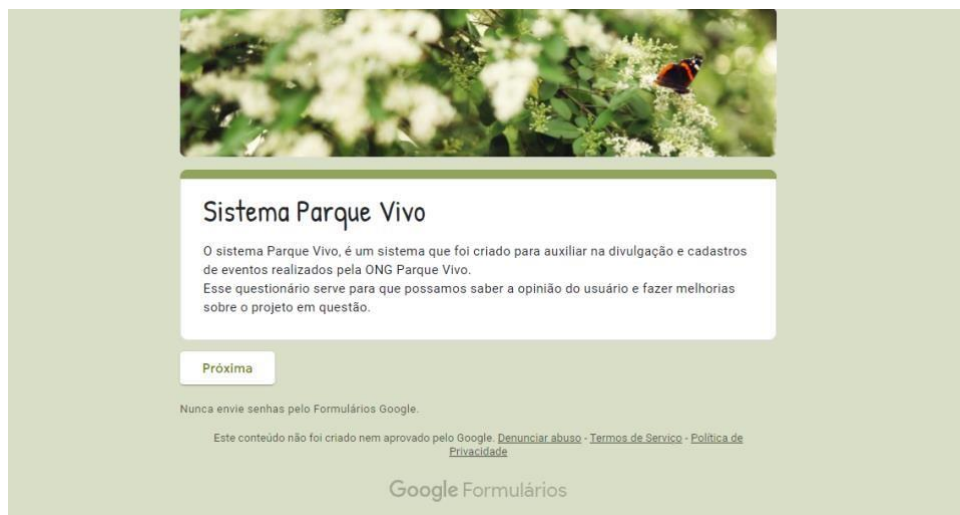 Sistema Parque Vivo
O sistema Parque Vivo, é um sistema que foi criado para auxiliar na divulgação e cadastros
de eventos realizados pela ONG Parque Vivo.
Esse questionário serve para que possamos saber a opinião do usuário e fazer melhorias
sobre o projeto em questão.
Próxima
Nunca envie senhas pelo Formulários Google.
Este conteúdo não foi criado nem aprovado pelo Google. Denunciar abuso - Termos de Serviço - Política de
Privacidade
Google Formulários